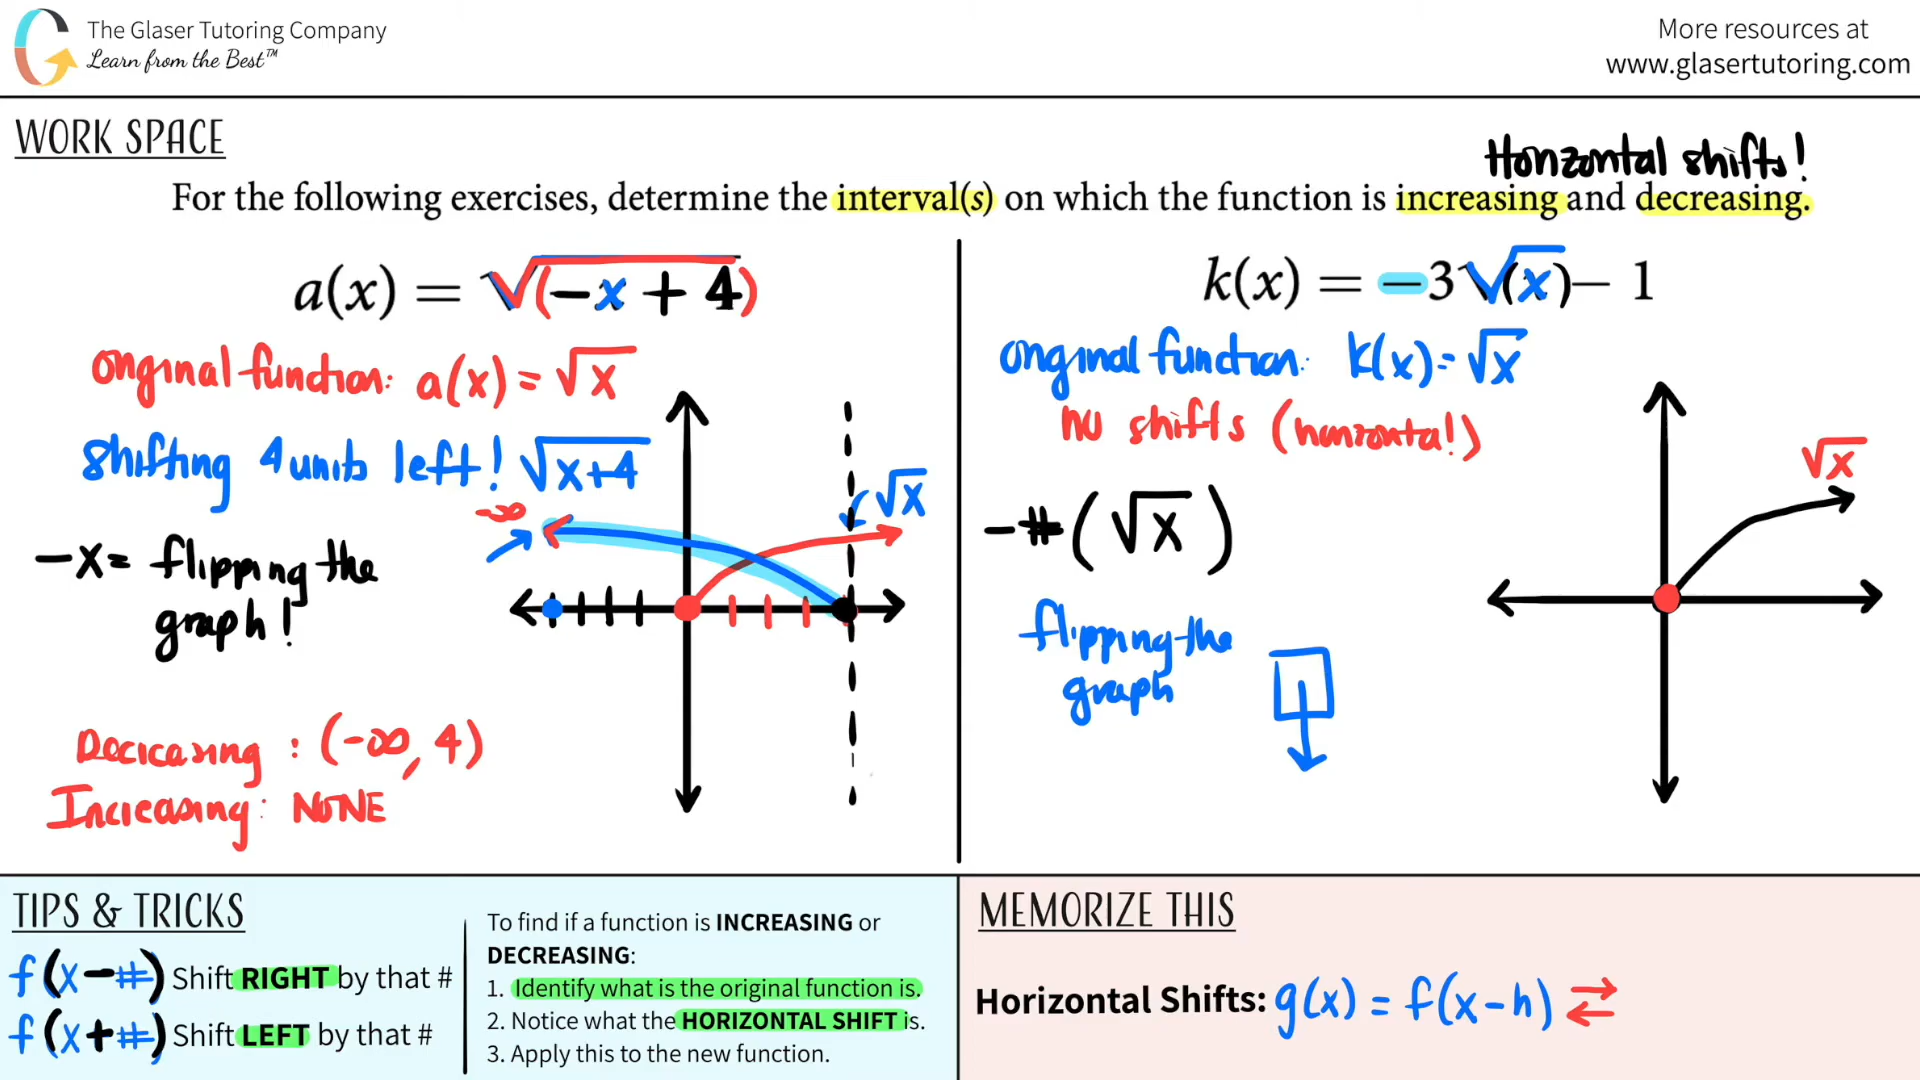 The Glaser Tutoring Company
Learn from the Best™
More resources at
www.glasertutoring.com
WORK SPACE
Horizontal shifts!
For the following exercises, determine the interval(s) on which the function is increasing and decreasing.
a(x) = √(-x + 4)
original function: a(x) = √x
shifting 4 units left! √x+4
-∞
√x
-x = flipping the
graph!
Decreasing : (-∞, 4)
Increasing: NONE
k(x) = -3√(x) - 1
original function: k(x) = √x
no shifts (horizontal!)
√x
-#(√x)
flipping the
graph
TIPS & TRICKS
f(x-#) Shift RIGHT by that #
f(x+#) Shift LEFT by that #
To find if a function is INCREASING or
DECREASING:
1. Identify what is the original function is.
2. Notice what the HORIZONTAL SHIFT is.
3. Apply this to the new function.
MEMORIZE THIS
Horizontal Shifts: g(x) = f(x-h)